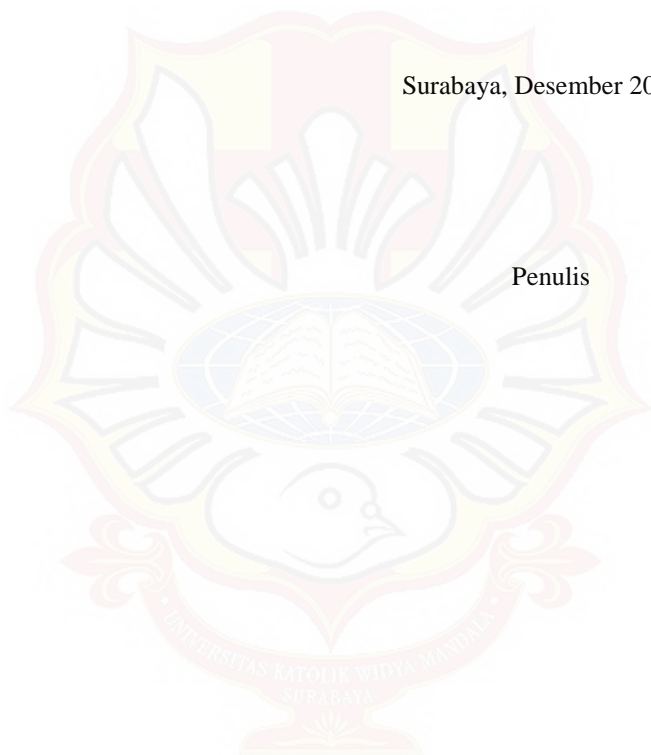 Surabaya, Desember 20
Penulis
UNIVERSITAS KATOLIK WIDYA MANDALA
SURABAYA